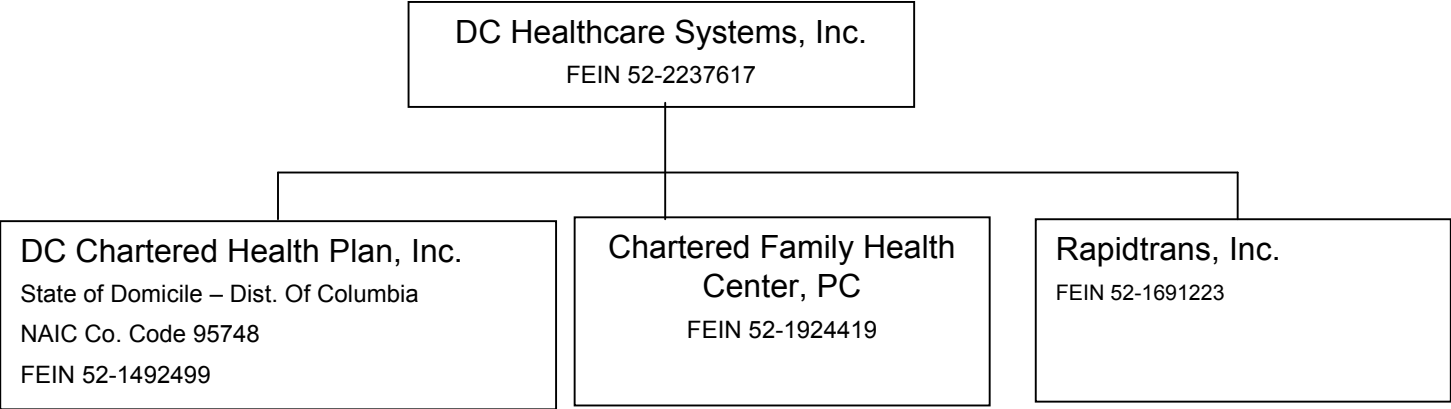 DC Healthcare Systems, Inc.
FEIN 52-2237617
DC Chartered Health Plan, Inc.
State of Domicile – Dist. Of Columbia
NAIC Co. Code 95748
FEIN 52-1492499
Chartered Family Health
Center, PC
FEIN 52-1924419
Rapidtrans, Inc.
FEIN 52-1691223